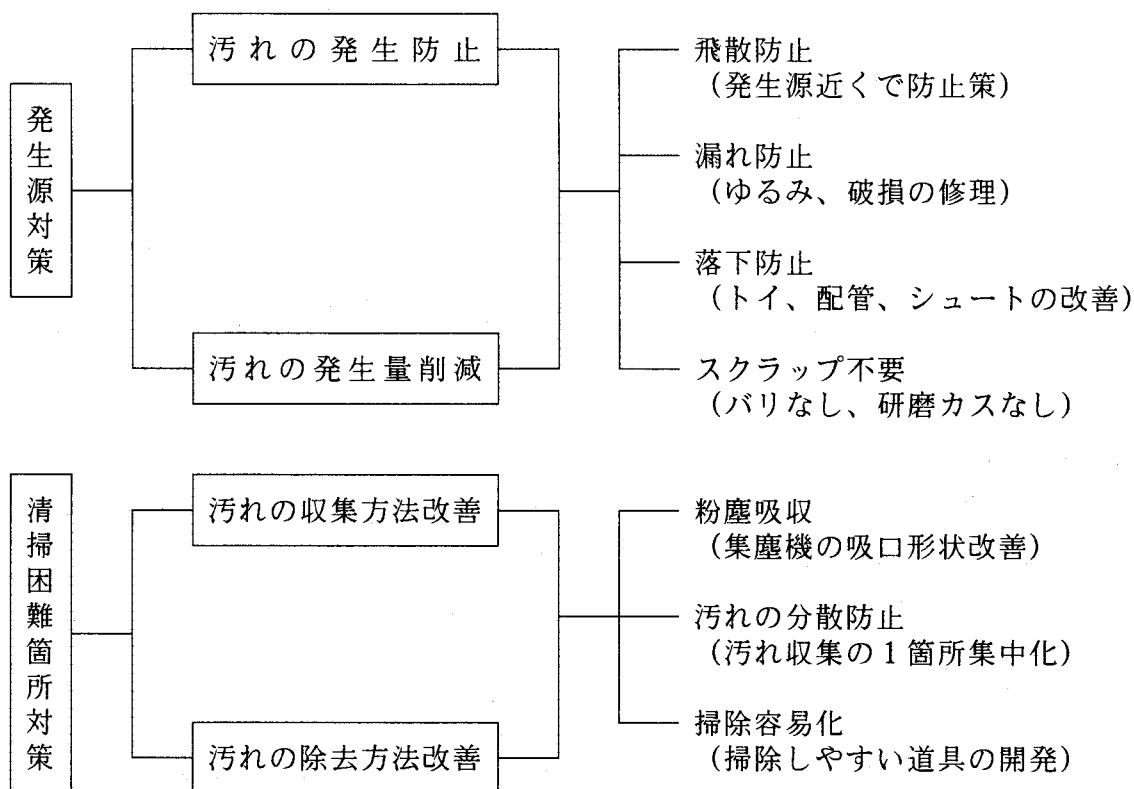 発生源対策
汚れの発生防止
汚れの発生量削減
飛散防止
（発生源近くで防止策）
漏れ防止
（ゆるみ、破損の修理）
落下防止
（トイ、配管、シュートの改善）
スクラップ不要
（バリなし、研磨カスなし）
清掃困難箇所対策
汚れの収集方法改善
汚れの除去方法改善
粉塵吸収
（集塵機の吸口形状改善）
汚れの分散防止
（汚れ収集の1箇所集中化）
掃除容易化
（掃除しやすい道具の開発）